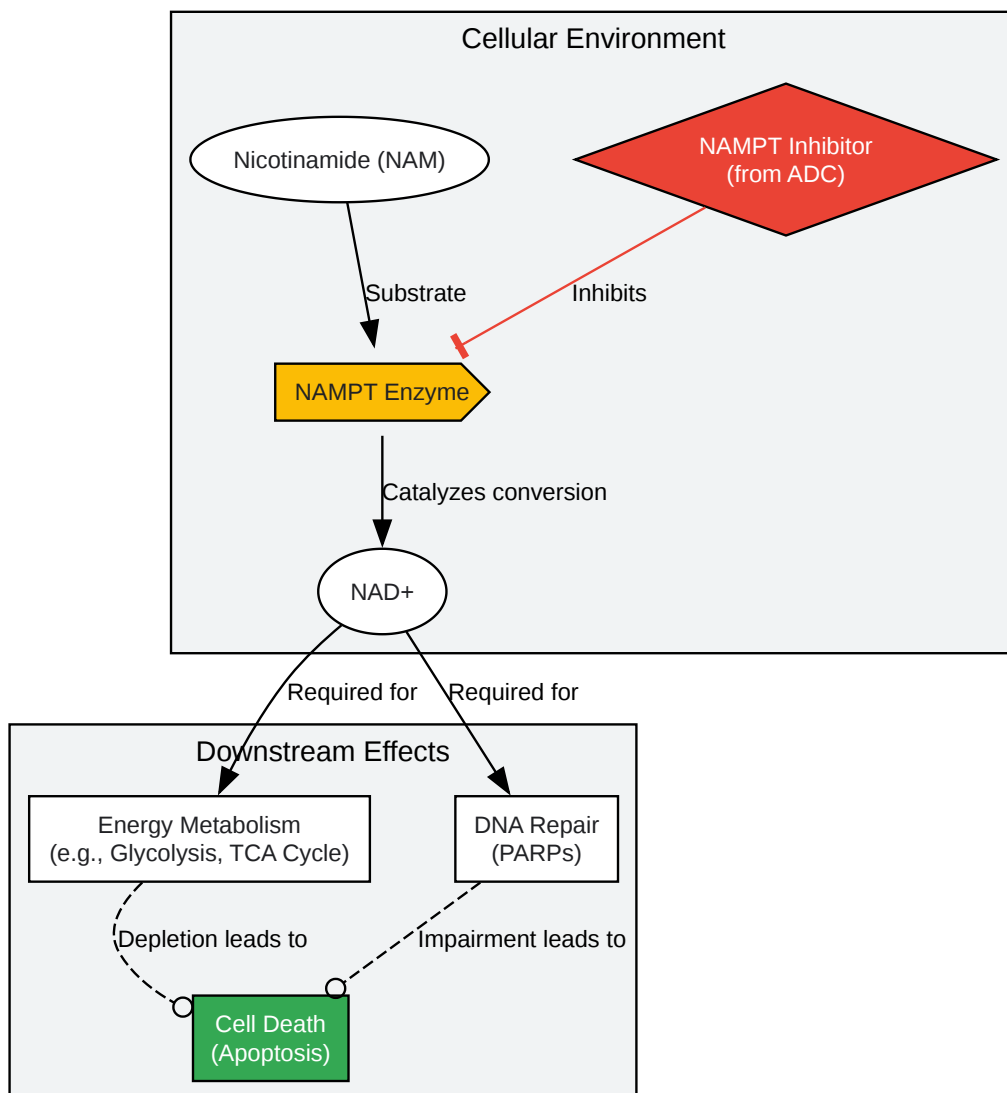 Cellular Environment
Nicotinamide (NAM)
NAMPT Inhibitor
(from ADC)
Substrate
Inhibits
NAMPT Enzyme
Catalyzes conversion
NAD+
Required for
Required for
Downstream Effects
Energy Metabolism
(e.g., Glycolysis, TCA Cycle)
DNA Repair
(PARPs)
Depletion leads to
Impairment leads to
Cell Death
(Apoptosis)